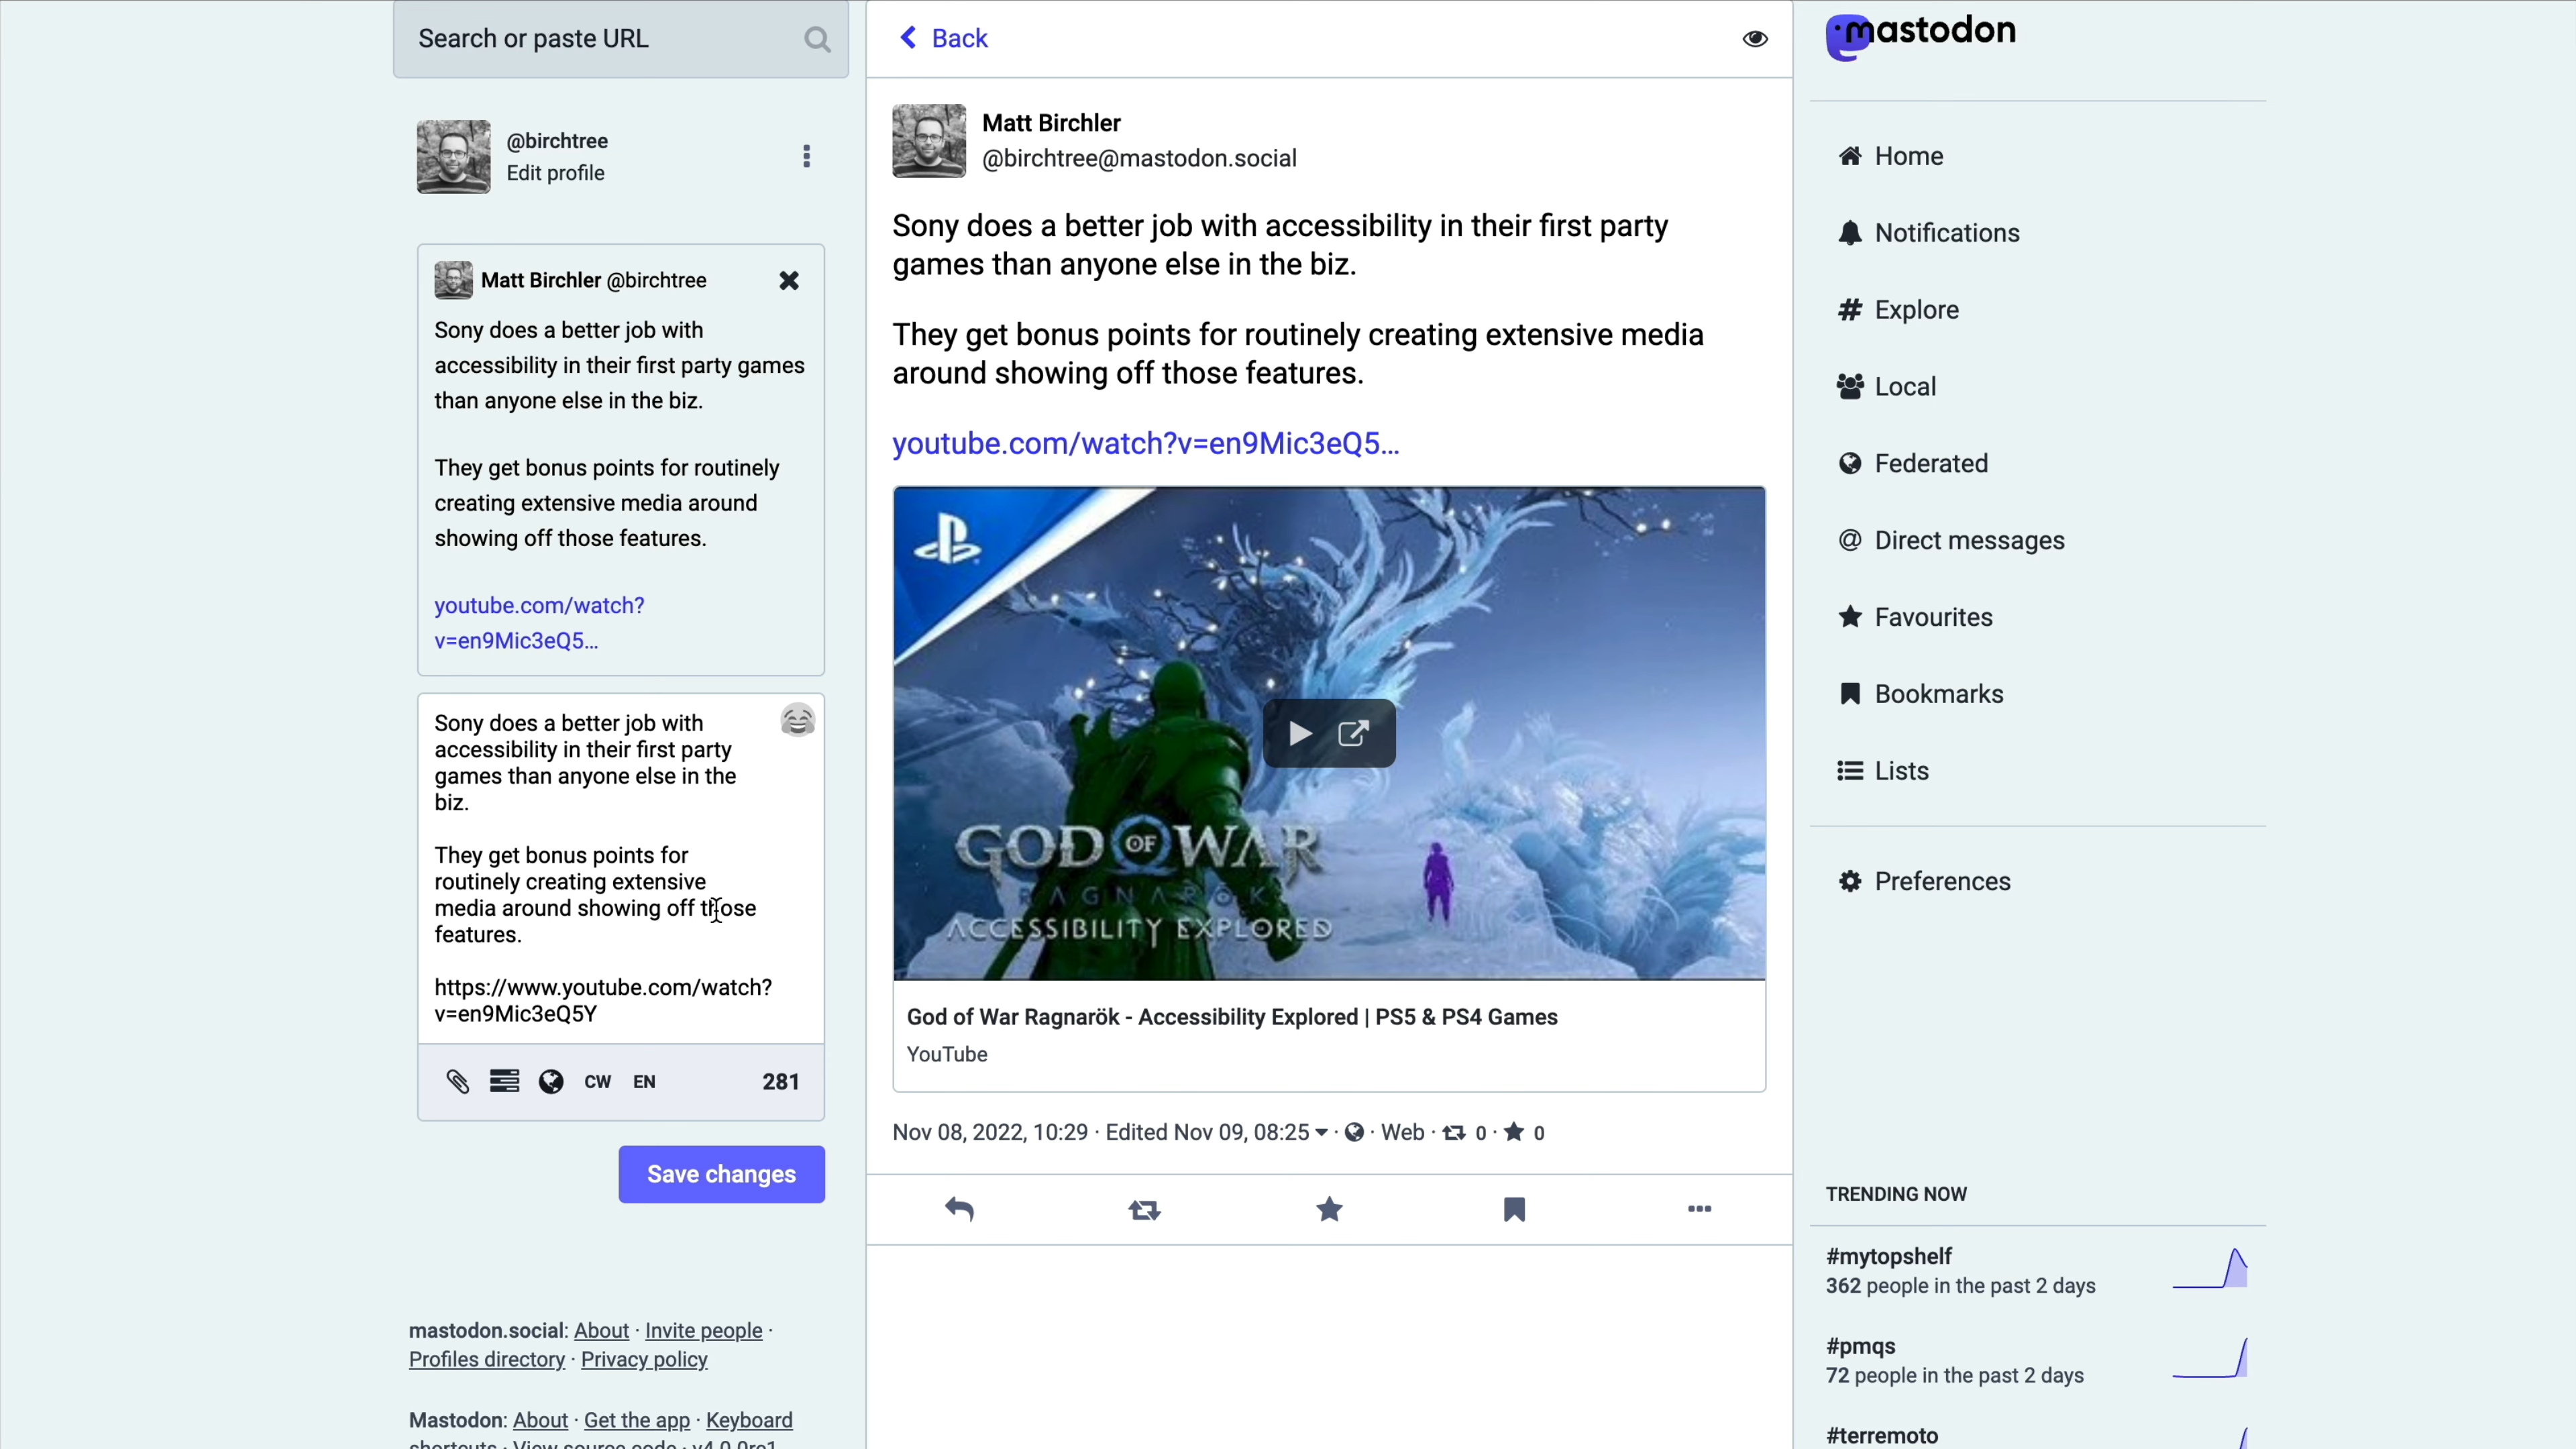 Search or paste URL
@birchtree
Edit profile
Matt Birchler @birchtree
Sony does a better job with
accessibility in their first party games
than anyone else in the biz.
They get bonus points for routinely
creating extensive media around
showing off those features.
youtube.com/watch?
v=en9Mic3eQ5...
Sony does a better job with
accessibility in their first party
games than anyone else in the
biz.
They get bonus points for
routinely creating extensive
media around showing off those
features.
https://www.youtube.com/watch?
v=en9Mic3eQ5Y
CW EN 281
Save changes
mastodon.social: About · Invite people ·
Profiles directory · Privacy policy
Mastodon: About · Get the app · Keyboard
shortcuts · View source code · v4.0.0rc1
Back
Matt Birchler
@birchtree@mastodon.social
Sony does a better job with accessibility in their first party
games than anyone else in the biz.
They get bonus points for routinely creating extensive media
around showing off those features.
youtube.com/watch?v=en9Mic3eQ5...
GOD OF WAR
RAGNARÖK
ACCESSIBILITY EXPLORED
God of War Ragnarök - Accessibility Explored | PS5 & PS4 Games
YouTube
Nov 08, 2022, 10:29 · Edited Nov 09, 08:25 · Web · 0 · 0
mastodon
Home
Notifications
Explore
Local
Federated
Direct messages
Favourites
Bookmarks
Lists
Preferences
TRENDING NOW
#mytopshelf
362 people in the past 2 days
#pmqs
72 people in the past 2 days
#terremoto